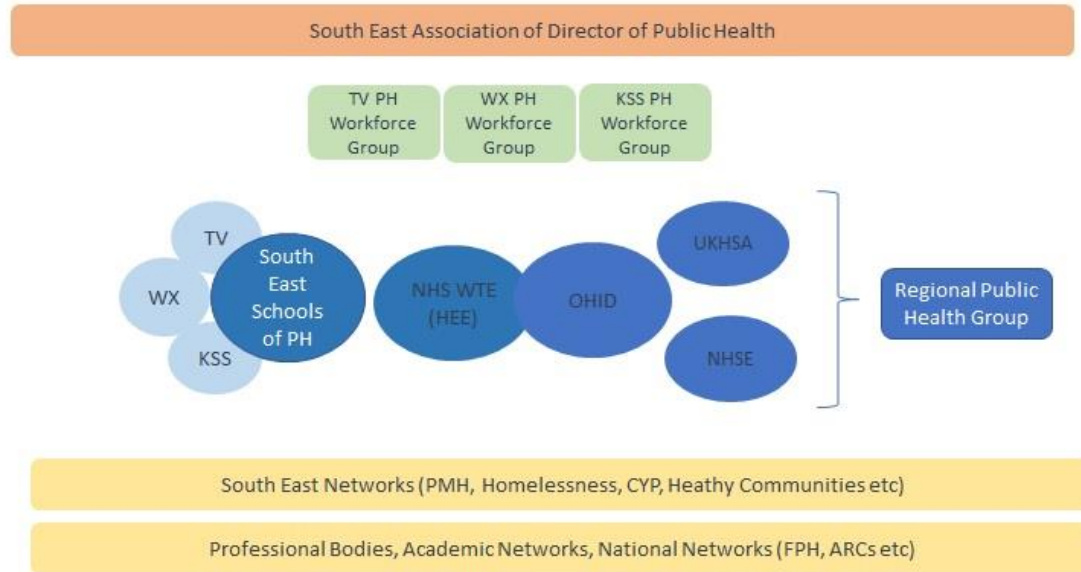 South East Association of Director of Public Health
TV PH
Workforce
Group
WX PH
Workforce
Group
KSS PH
Workforce
Group
TV
WX
KSS
South
East
Schools
of PH
NHS WTE
(HEE)
OHID
UKHSA
NHSE
Regional Public
Health Group
South East Networks (PMH, Homelessness, CYP, Heathy Communities etc)
Professional Bodies, Academic Networks, National Networks (FPH, ARCs etc)